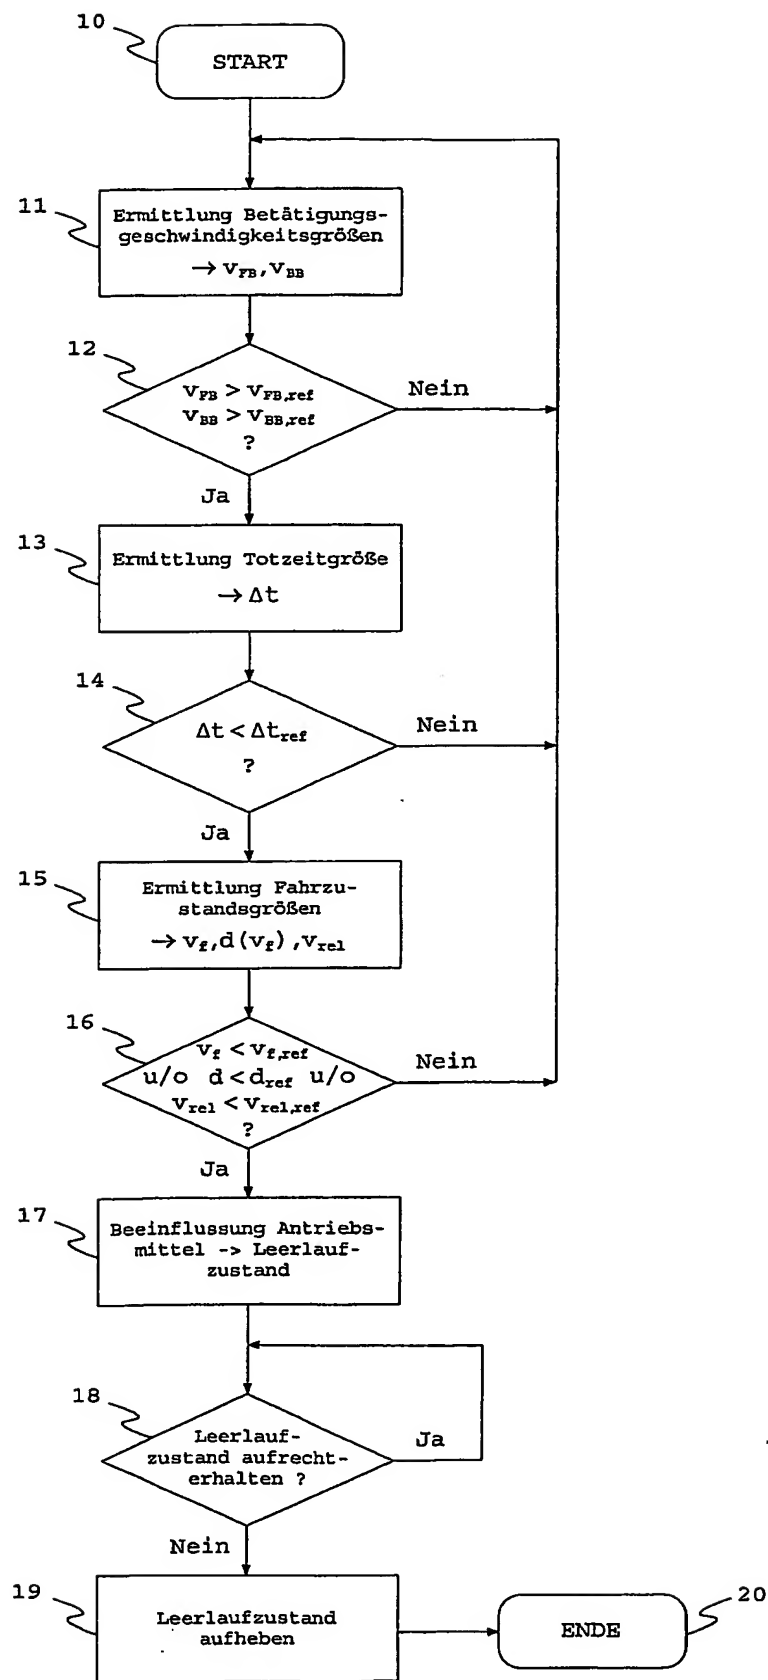 10
START
11
Ermittlung Betätigungs-
geschwindigkeitsgrößen
→ v_FB, v_BB
12
v_FB > v_FB,ref
v_BB > v_BB,ref
?
Nein
Ja
13
Ermittlung Totzeitgröße
→ Δt
14
Δt < Δt_ref
?
Nein
Ja
15
Ermittlung Fahrzu-
standsgrößen
→ v_f, d(v_f), v_rel
16
v_f < v_f,ref
u/o d < d_ref u/o
v_rel < v_rel,ref
?
Nein
Ja
17
Beeinflussung Antriebs-
mittel -> Leerlauf-
zustand
18
Leerlauf-
zustand aufrecht-
erhalten ?
Ja
Nein
19
Leerlaufzustand
aufheben
ENDE
20